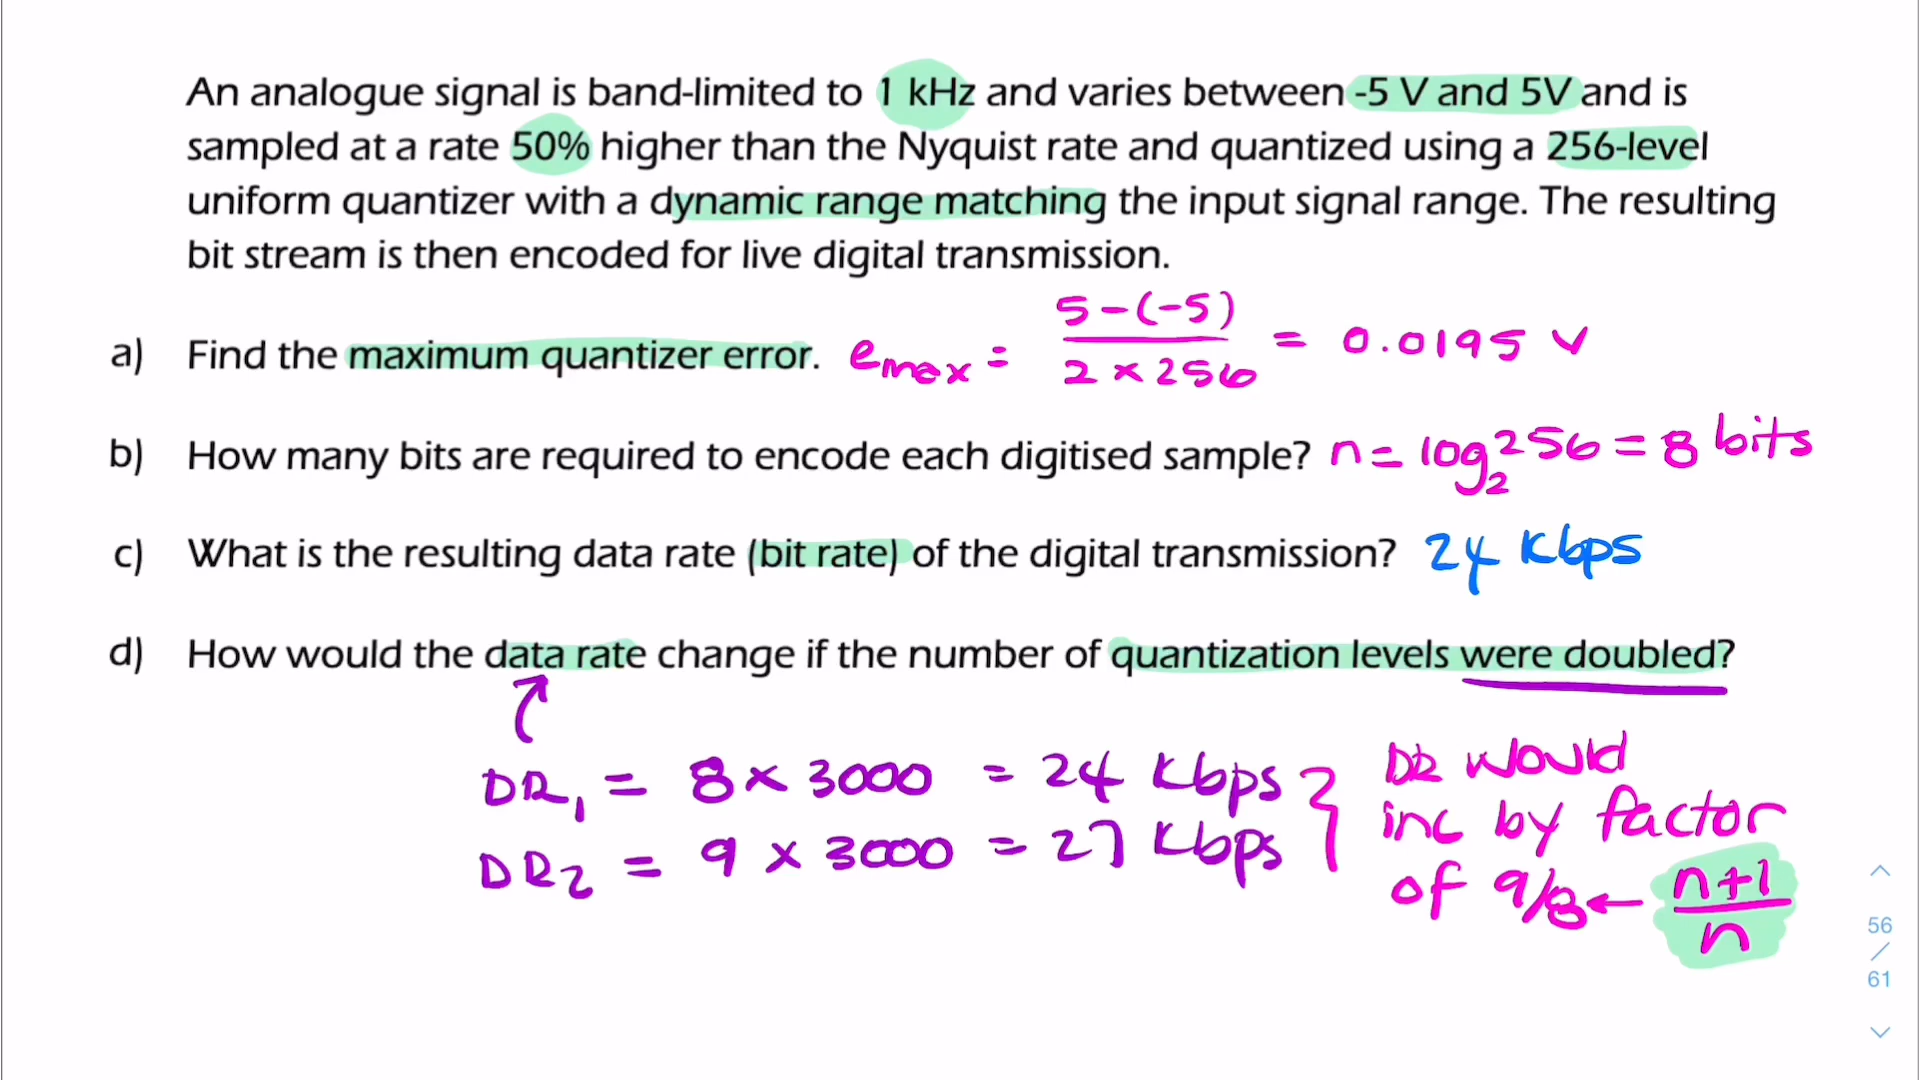 An analogue signal is band-limited to 1 kHz and varies between -5 V and 5V and is
sampled at a rate 50% higher than the Nyquist rate and quantized using a 256-level
uniform quantizer with a dynamic range matching the input signal range. The resulting
bit stream is then encoded for live digital transmission.
a) Find the maximum quantizer error. emax = 5-(-5) / 2 × 256 = 0.0195 V
b) How many bits are required to encode each digitised sample? n = log₂256 = 8 bits
c) What is the resulting data rate (bit rate) of the digital transmission? 24 Kbps
d) How would the data rate change if the number of quantization levels were doubled?
DR₁ = 8 × 3000 = 24 Kbps
DR₂ = 9 × 3000 = 27 Kbps
DR would
inc by factor
of 9/8 ← n+1 / n
56
/
61